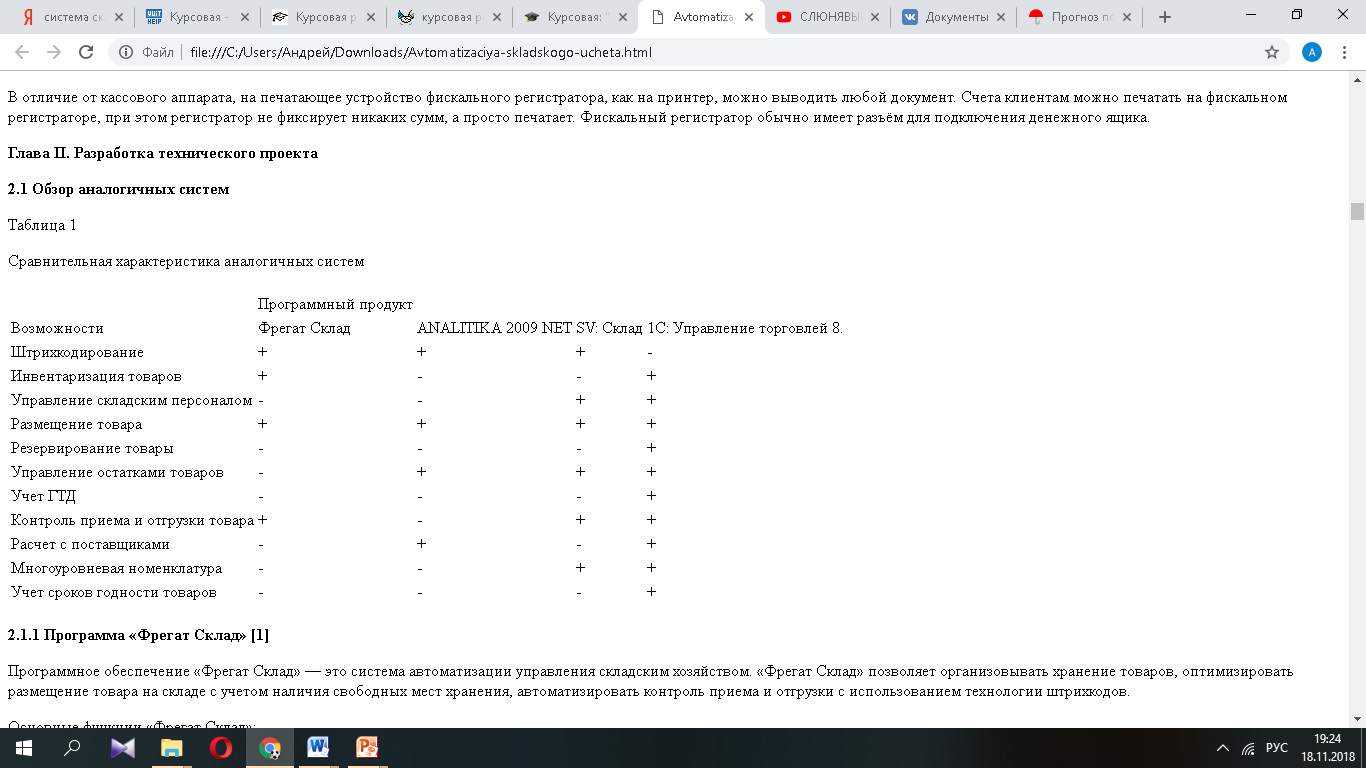 система ск
Курсовая -
Курсовая р
курсовая р
Курсовая: "
Avtomatiza
СЛЮНЯВЫ
Документы
Прогноз по
Файл file:///C:/Users/Андрей/Downloads/Avtomatizaciya-skladskogo-ucheta.html
А
В отличие от кассового аппарата, на печатающее устройство фискального регистратора, как на принтер, можно выводить любой документ. Счета клиентам можно печатать на фискальном
регистраторе, при этом регистратор не фиксирует никаких сумм, а просто печатает. Фискальный регистратор обычно имеет разъём для подключения денежного ящика.
Глава II. Разработка технического проекта
2.1 Обзор аналогичных систем
Таблица 1
Сравнительная характеристика аналогичных систем
Программный продукт
Возможности Фрегат Склад ANALITIKA 2009 NET SV: Склад 1С: Управление торговлей 8.
Штрихкодирование + + + -
Инвентаризация товаров + - - +
Управление складским персоналом - - + +
Размещение товара + + + +
Резервирование товары - - - +
Управление остатками товаров - + + +
Учет ГТД - - - +
Контроль приема и отгрузки товара + - + +
Расчет с поставщиками - + - +
Многоуровневая номенклатура - - + +
Учет сроков годности товаров - - - +
2.1.1 Программа «Фрегат Склад» [1]
Программное обеспечение «Фрегат Склад» — это система автоматизации управления складским хозяйством. «Фрегат Склад» позволяет организовывать хранение товаров, оптимизировать
размещение товара на складе с учетом наличия свободных мест хранения, автоматизировать контроль приема и отгрузки с использованием технологии штрихкодов.
Основные функции «Фрегат Склад»:
РУС
19:24
18.11.2018